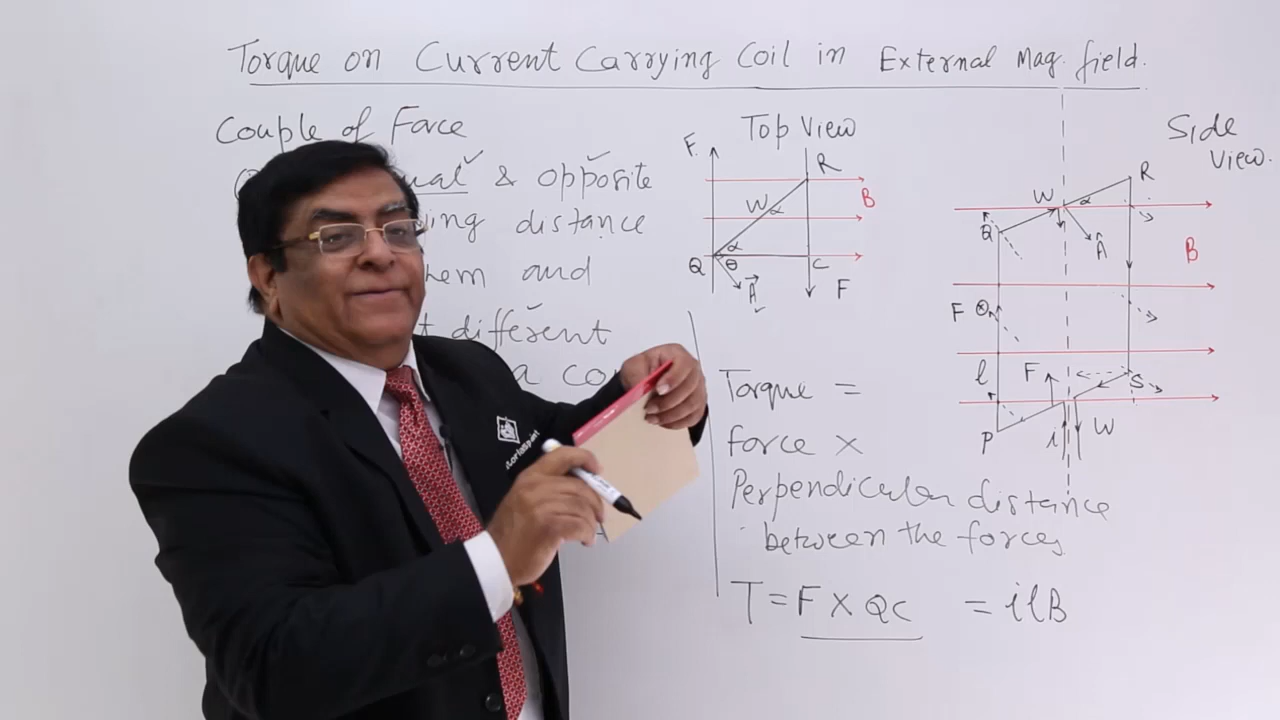 Torque on Current Carrying Coil in External Mag. field.
Couple of Force
& opposite
distance
them and
different
a
Top View
F
R
W
α
B
α
Q
θ
C
A
F
Torque =
force ×
Perpendicular distance
between the forces
T = F × QC = ilB
Side
View.
R
W
α
Q
A
B
F
l
F
S
P
i
W